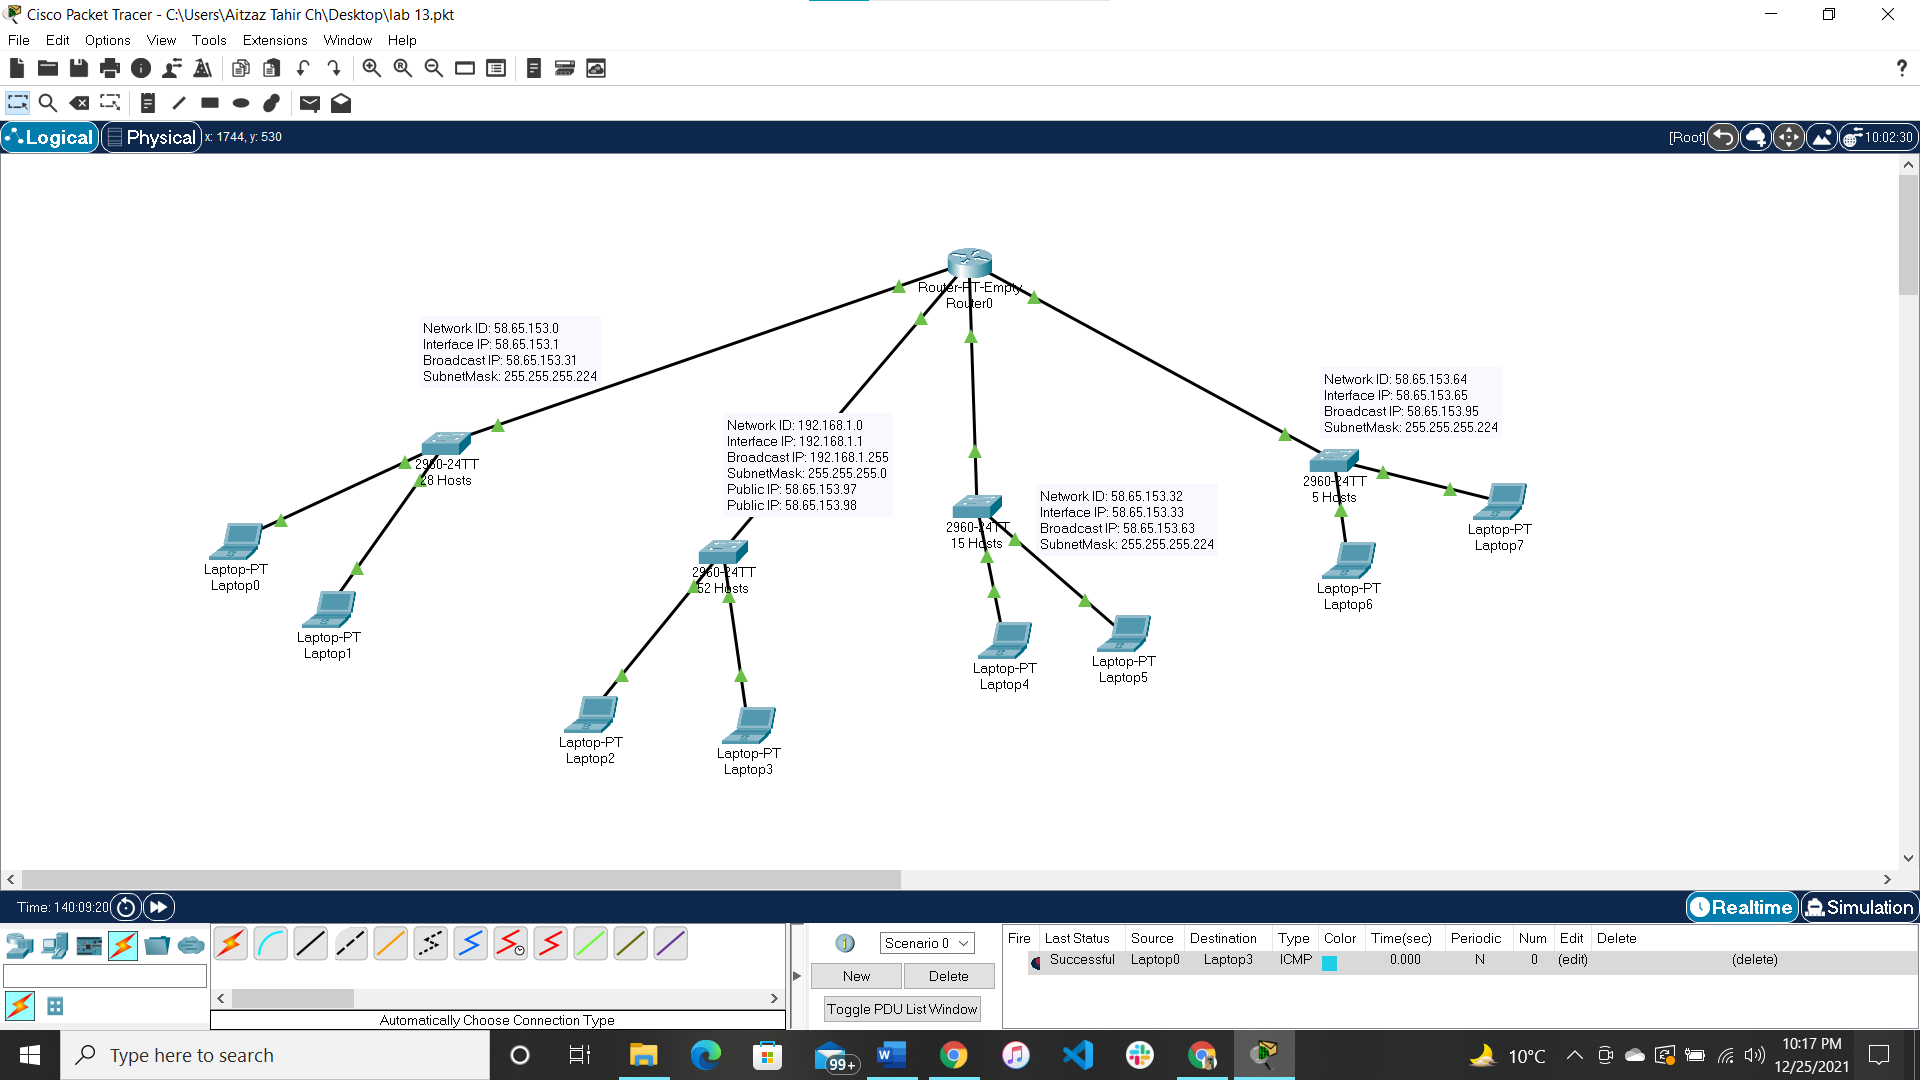 Cisco Packet Tracer - C:\Users\Aitzaz Tahir Ch\Desktop\lab 13.pkt
File Edit Options View Tools Extensions Window Help
?
Logical Physical x: 1744, y: 530 [Root] 10:02:30
Router-PT-Empty
Router0
Network ID: 58.65.153.0
Interface IP: 58.65.153.1
Broadcast IP: 58.65.153.31
SubnetMask: 255.255.255.224
Network ID: 58.65.153.64
Interface IP: 58.65.153.65
Broadcast IP: 58.65.153.95
SubnetMask: 255.255.255.224
Network ID: 192.168.1.0
Interface IP: 192.168.1.1
Broadcast IP: 192.168.1.255
SubnetMask: 255.255.255.0
Public IP: 58.65.153.97
Public IP: 58.65.153.98
Network ID: 58.65.153.32
Interface IP: 58.65.153.33
Broadcast IP: 58.65.153.63
SubnetMask: 255.255.255.224
2960-24TT
28 Hosts
2960-24TT
52 Hosts
2960-24TT
15 Hosts
2960-24TT
5 Hosts
Laptop-PT
Laptop0
Laptop-PT
Laptop1
Laptop-PT
Laptop2
Laptop-PT
Laptop3
Laptop-PT
Laptop4
Laptop-PT
Laptop5
Laptop-PT
Laptop6
Laptop-PT
Laptop7
Time: 140:09:20 Realtime Simulation
1 Scenario 0
New Delete
Toggle PDU List Window
Automatically Choose Connection Type
Fire Last Status Source Destination Type Color Time(sec) Periodic Num Edit Delete
Successful Laptop0 Laptop3 ICMP 0.000 N 0 (edit) (delete)
Type here to search
99+
10°C
10:17 PM
12/25/2021